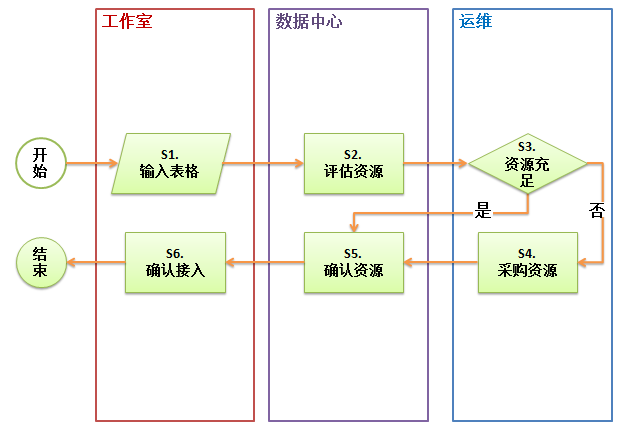 工作室
数据中心
运维
开
始
S1.
输入表格
S2.
评估资源
S3.
资源充
足
是
否
结
束
S6.
确认接入
S5.
确认资源
S4.
采购资源